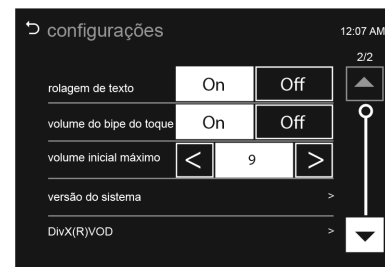 configurações
12:07 AM
2/2
rolagem de texto On Off
volume do bipe do toque On Off
volume inicial máximo < 9 >
versão do sistema >
DivX(R)VOD >